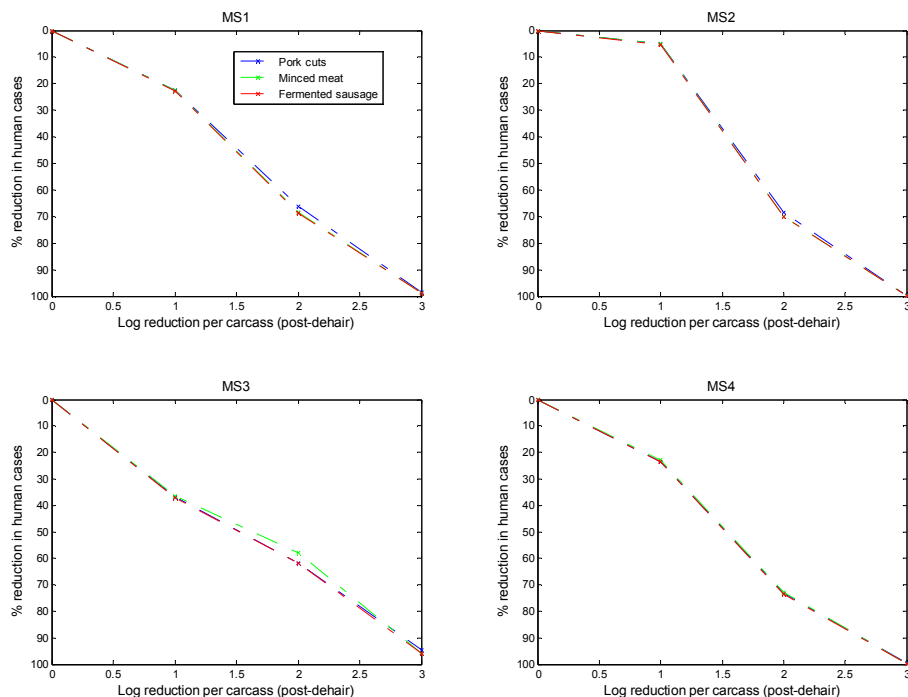 MS1
0
10
20
30
40
50
60
70
80
90
100
% reduction in human cases
Pork cuts
Minced meat
Fermented sausage
0 0.5 1 1.5 2 2.5 3
Log reduction per carcass (post-dehair)
MS2
0
10
20
30
40
50
60
70
80
90
100
% reduction in human cases
0 0.5 1 1.5 2 2.5 3
Log reduction per carcass (post-dehair)
MS3
0
10
20
30
40
50
60
70
80
90
100
% reduction in human cases
0 0.5 1 1.5 2 2.5 3
Log reduction per carcass (post-dehair)
MS4
0
10
20
30
40
50
60
70
80
90
100
% reduction in human cases
0 0.5 1 1.5 2 2.5 3
Log reduction per carcass (post-dehair)